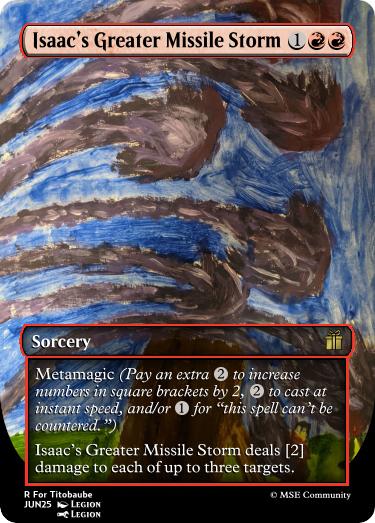 Isaac's Greater Missile Storm 1
Sorcery
Metamagic (Pay an extra 2 to increase
numbers in square brackets by 2, 2 to cast at
instant speed, and/or 1 for "this spell can't be
countered.")
Isaac's Greater Missile Storm deals [2]
damage to each of up to three targets.
R For Titobaube
JUN25 Legion
Legion
© MSE Community